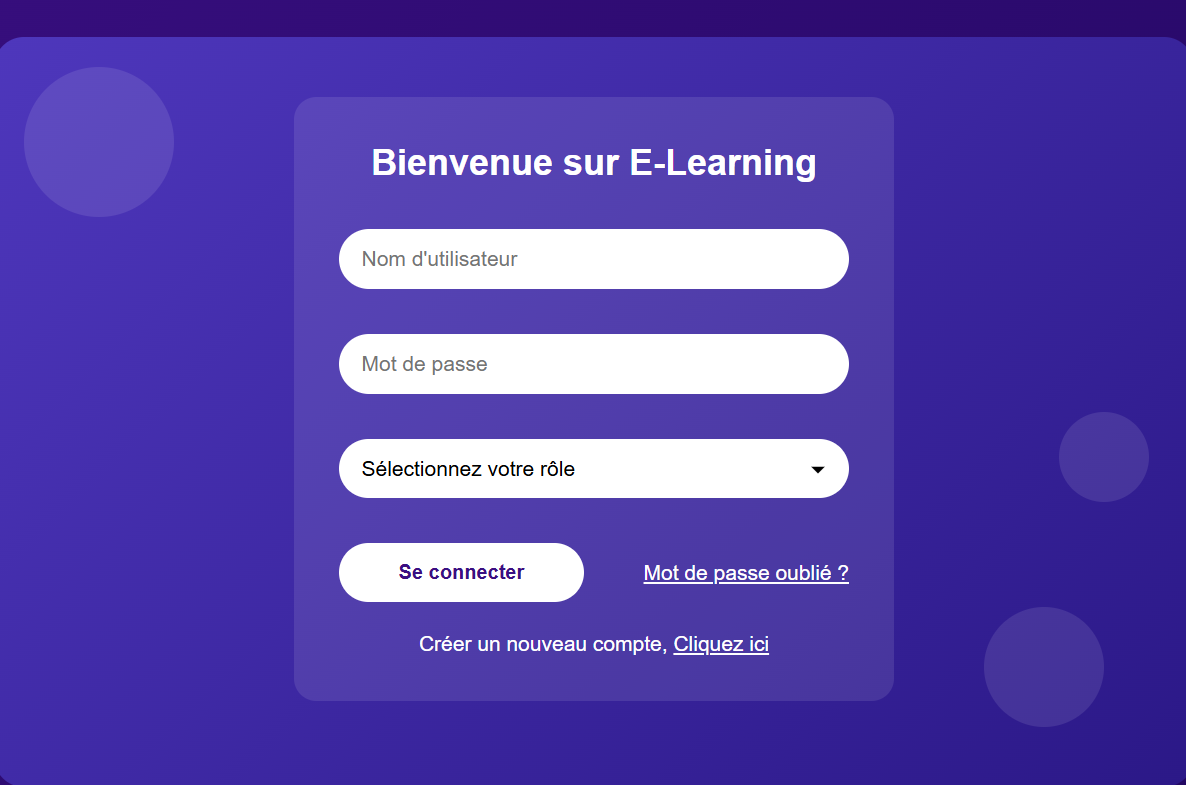 Bienvenue sur E-Learning
Nom d'utilisateur
Mot de passe
Sélectionnez votre rôle
Se connecter
Mot de passe oublié ?
Créer un nouveau compte, Cliquez ici